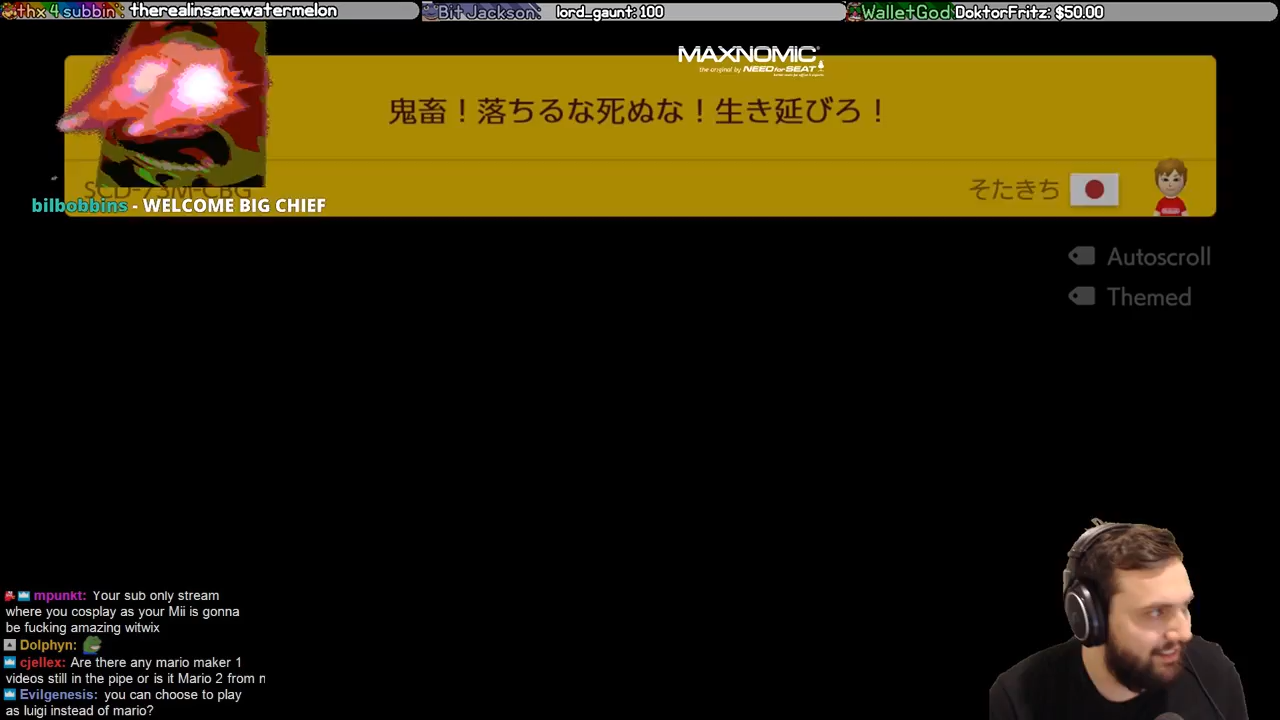 thx 4 subbin': therealinsanewatermelon
Bit Jackson: lord_gaunt: 100
WalletGod DoktorFritz: $50.00
MAXNOMIC®
the original by NEEDforSEAT
鬼畜！落ちるな死ぬな！生き延びろ！
SCD-73M-CBG
bilbobbins - WELCOME BIG CHIEF
そたきち
Autoscroll
Themed
mpunkt: Your sub only stream
where you cosplay as your Mii is gonna
be fucking amazing witwix
Dolphyn:
cjellex: Are there any mario maker 1
videos still in the pipe or is it Mario 2 from n
Evilgenesis: you can choose to play
as luigi instead of mario?